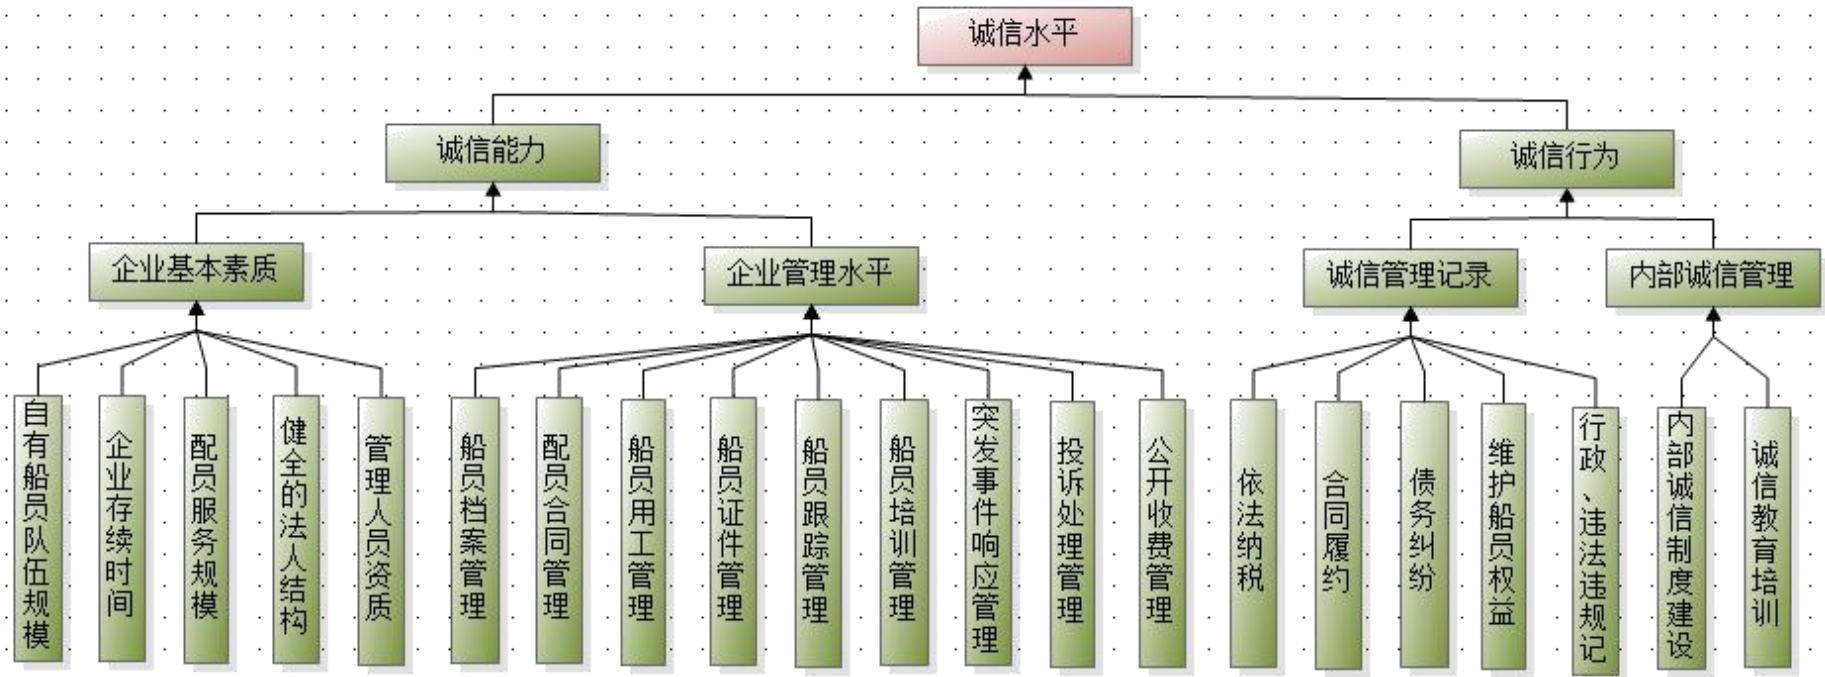 诚信水平
诚信能力
诚信行为
企业基本素质
企业管理水平
诚信管理记录
内部诚信管理
自有船员队伍规模
企业存续时间
配员服务规模
健全的法人结构
管理人员资质
船员档案管理
配员合同管理
船员用工管理
船员证件管理
船员跟踪管理
船员培训管理
突发事件响应管理
投诉处理管理
公开收费管理
依法纳税
合同履约
债务纠纷
维护船员权益
行政、违法违规记
内部诚信制度建设
诚信教育培训